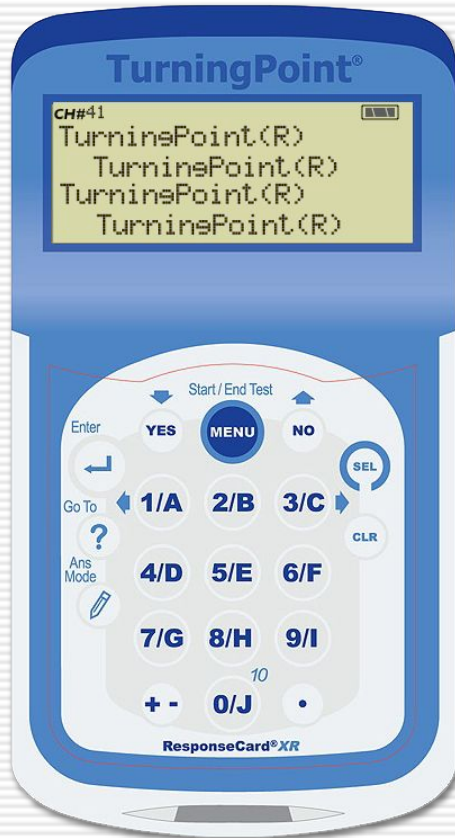 TurningPoint®
CH#41
TurningPoint(R)
TurningPoint(R)
TurningPoint(R)
TurningPoint(R)
Start / End Test
Enter
YES
MENU
NO
SEL
Go To
1/A
2/B
3/C
?
CLR
Ans
Mode
4/D
5/E
6/F
7/G
8/H
9/I
10
+ -
0/J
•
ResponseCard®XR